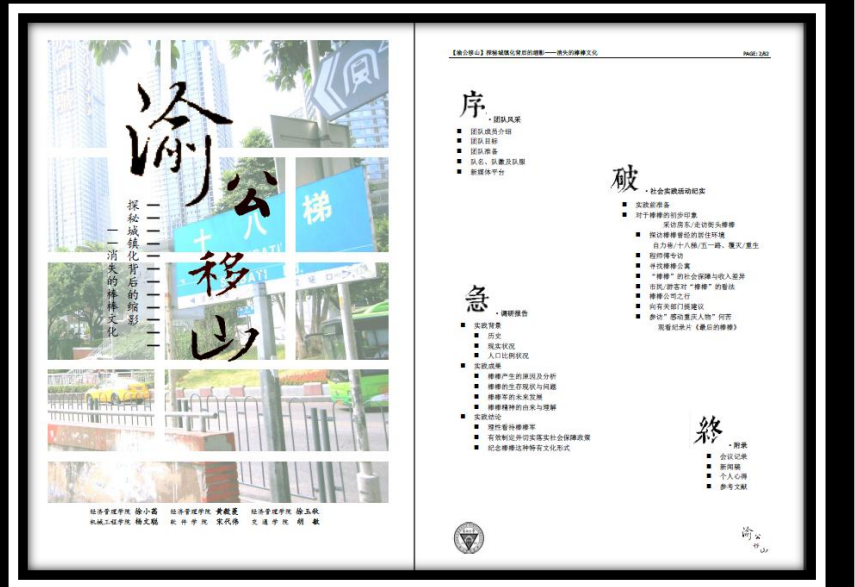 渝公移山
探秘城镇化背后的缩影
——消失的棒棒文化
十八梯
经济管理学院 徐小茜 经济管理学院 黄毅蒉 经济管理学院 徐玉秋
机械工程学院 杨文聪 软件学院 宋代伟 交通学院 胡敏
【渝公移山】探秘城镇化背后的缩影——消失的棒棒文化
PAGE: 2/62
序·团队风采
■ 团队成员介绍
■ 团队目标
■ 团队准备
■ 队名、队徽及队服
■ 新媒体平台
破·社会实践活动纪实
■ 实践前准备
■ 对于棒棒的初步印象
采访房东/走访街头棒棒
■ 探访棒棒曾经的居住环境
自力巷/十八梯/五一路、覆灭/重生
■ 程师傅专访
■ 寻找棒棒公寓
■ “棒棒”的社会保障与收入差异
■ 市民/游客对“棒棒”的看法
■ 棒棒公司之行
■ 向有关部门提建议
■ 参访”感动重庆人物”何苦
观看纪录片《最后的棒棒》
急·调研报告
■ 实践背景
■ 历史
■ 现实状况
■ 人口比例状况
■ 实践成果
■ 棒棒产生的原因及分析
■ 棒棒的生存现状与问题
■ 棒棒军的未来发展
■ 棒棒精神的由来与理解
■ 实践结论
■ 理性看待棒棒军
■ 有效制定并切实落实社会保障政策
■ 纪念棒棒这种特有文化形式
终·附录
■ 会议记录
■ 新闻稿
■ 个人心得
■ 参考文献
渝公移山